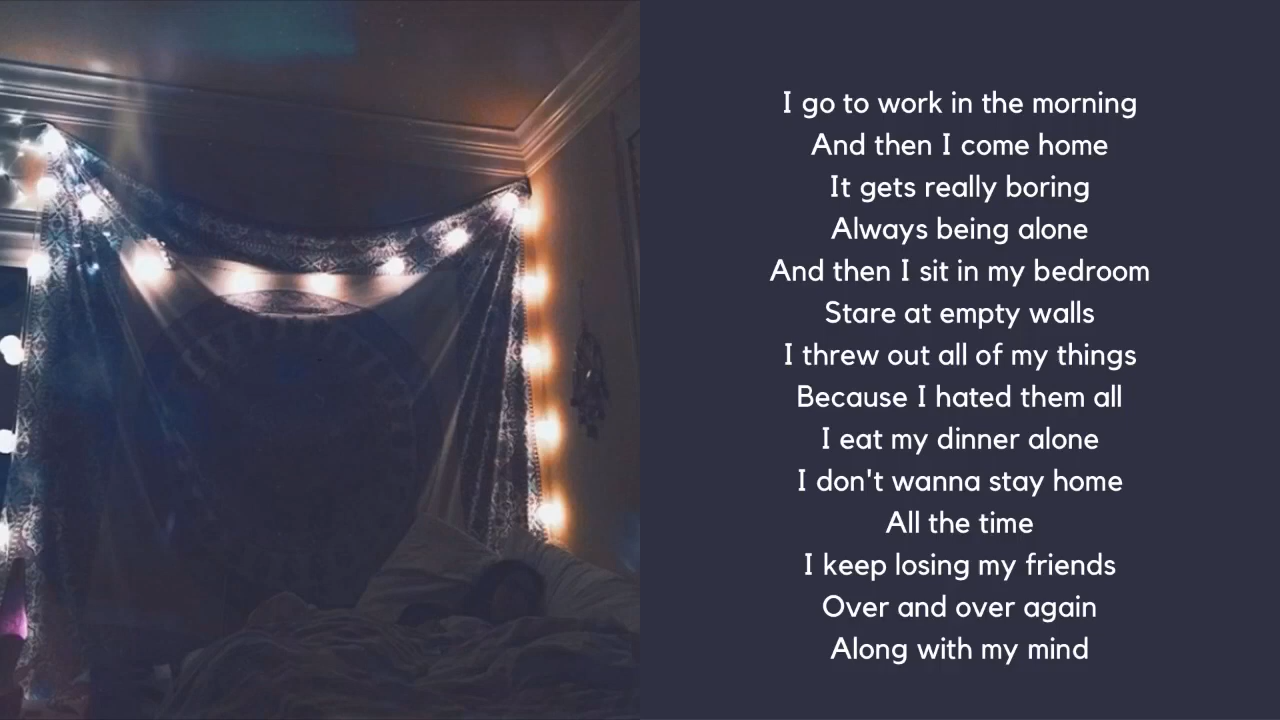 I go to work in the morning
And then I come home
It gets really boring
Always being alone
And then I sit in my bedroom
Stare at empty walls
I threw out all of my things
Because I hated them all
I eat my dinner alone
I don't wanna stay home
All the time
I keep losing my friends
Over and over again
Along with my mind